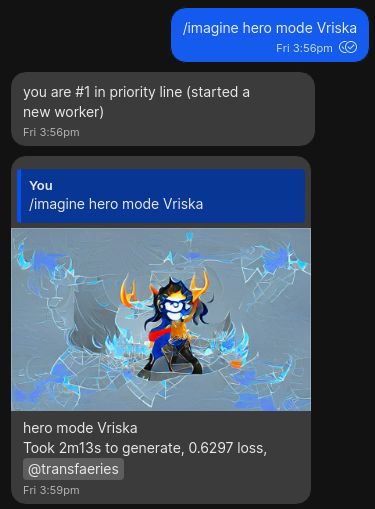 /imagine hero mode Vriska
Fri 3:56pm
you are #1 in priority line (started a
new worker)
Fri 3:56pm
You
/imagine hero mode Vriska
hero mode Vriska
Took 2m13s to generate, 0.6297 loss,
@transfaeries
Fri 3:59pm